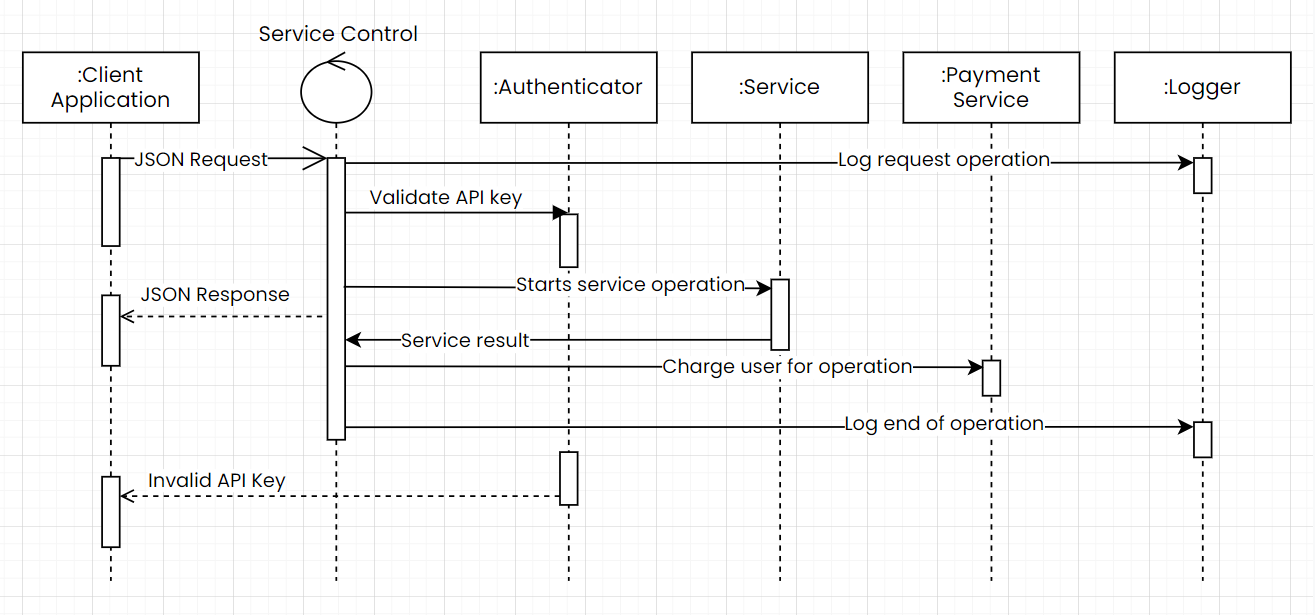 Service Control
:Client
Application
:Authenticator
:Service
:Payment
Service
:Logger
JSON Request
Log request operation
Validate API key
Starts service operation
JSON Response
Service result
Charge user for operation
Log end of operation
Invalid API Key